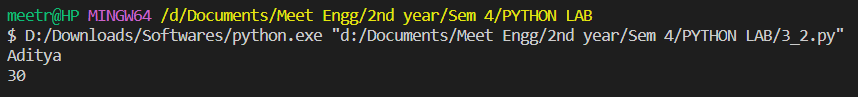 meetr@HP MINGW64 /d/Documents/Meet Engg/2nd year/Sem 4/PYTHON LAB
$ D:/Downloads/Softwares/python.exe "d:/Documents/Meet Engg/2nd year/Sem 4/PYTHON LAB/3_2.py"
Aditya
30